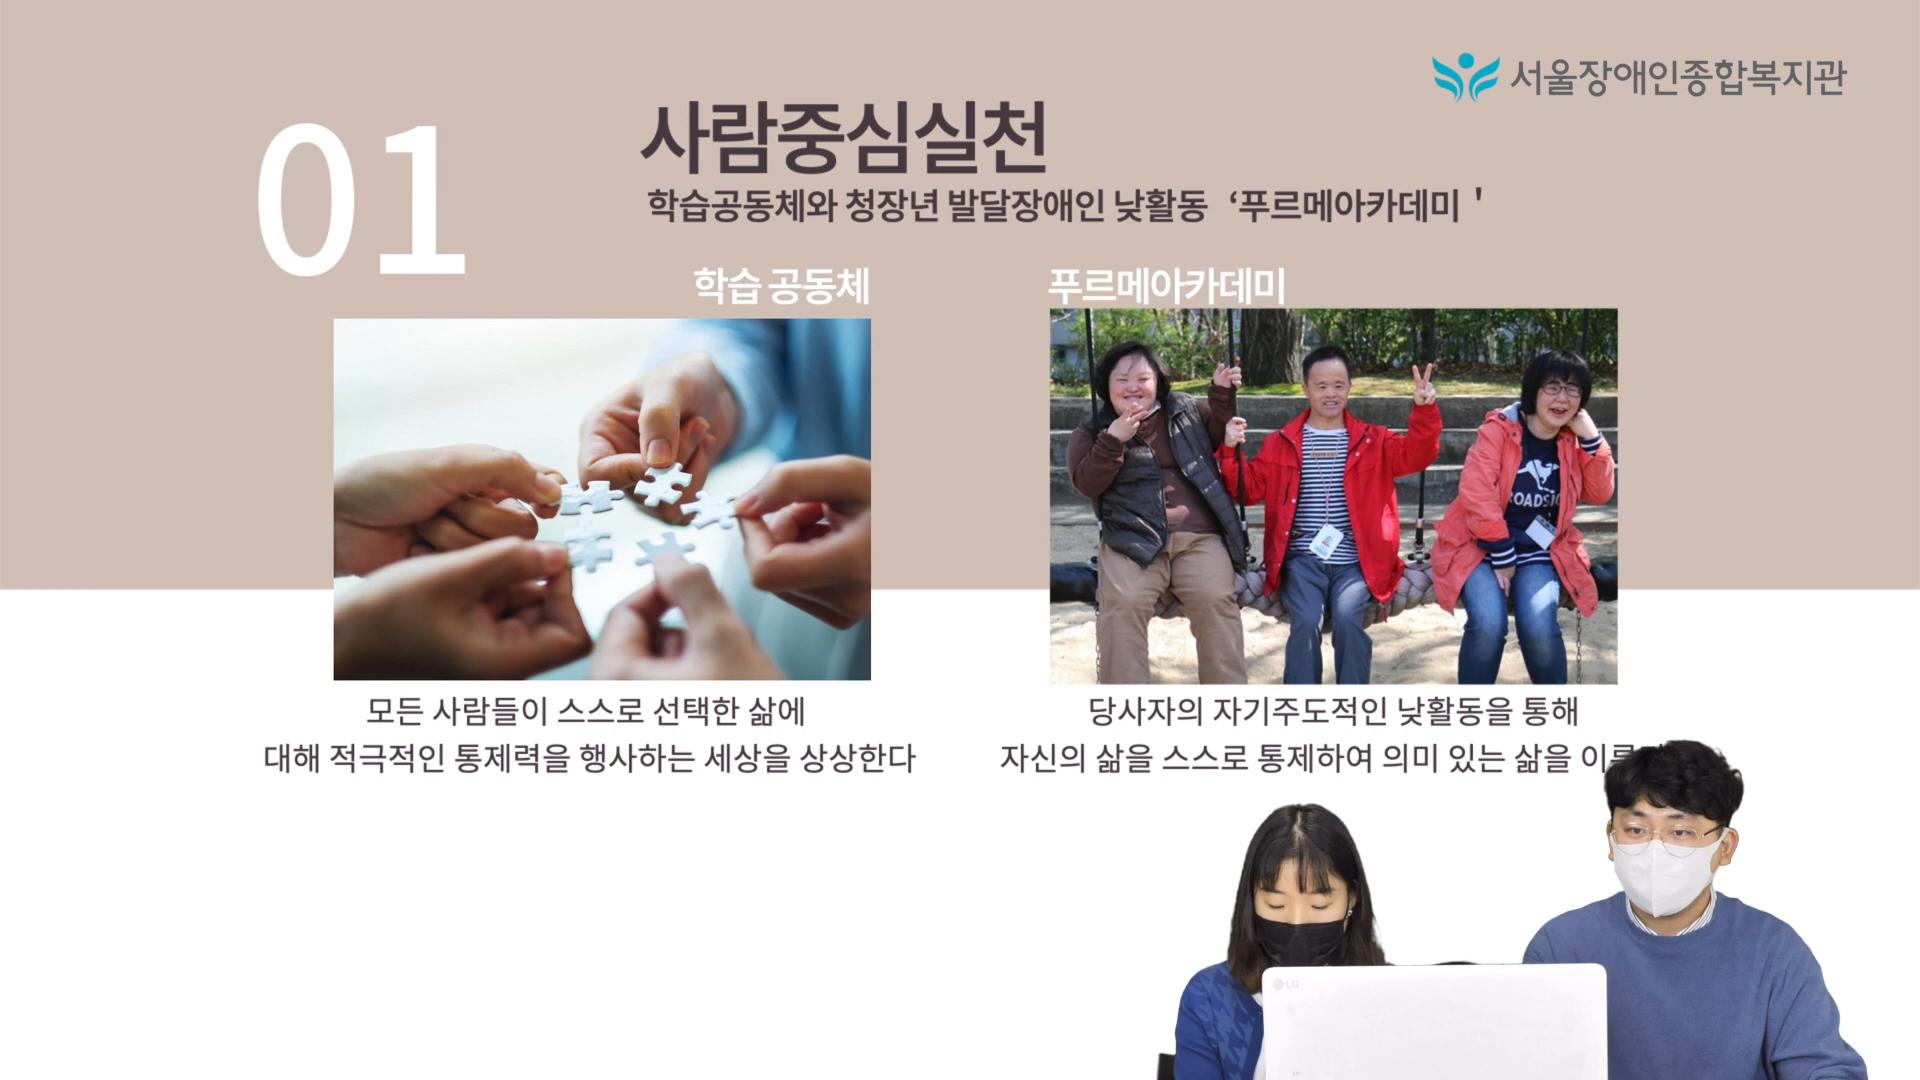 서울장애인종합복지관
01
사람중심실천
학습공동체와 청장년 발달장애인 낮활동 ‘푸르메아카데미 '
학습 공동체
푸르메아카데미
모든 사람들이 스스로 선택한 삶에
대해 적극적인 통제력을 행사하는 세상을 상상한다
당사자의 자기주도적인 낮활동을 통해
자신의 삶을 스스로 통제하여 의미 있는 삶을
LG